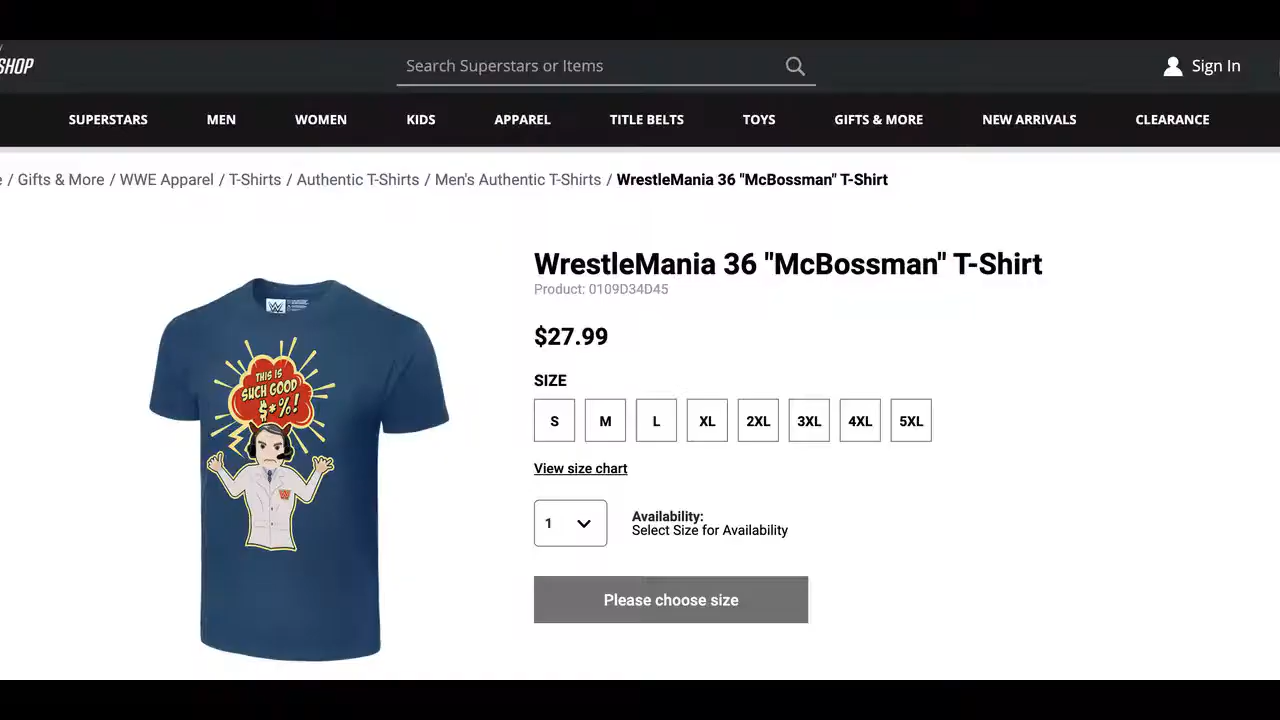 SHOP
Search Superstars or Items
Sign In
SUPERSTARS MEN WOMEN KIDS APPAREL TITLE BELTS TOYS GIFTS & MORE NEW ARRIVALS CLEARANCE
e / Gifts & More / WWE Apparel / T-Shirts / Authentic T-Shirts / Men's Authentic T-Shirts / WrestleMania 36 "McBossman" T-Shirt
THIS IS
SUCH GOOD
$*%!
WrestleMania 36 "McBossman" T-Shirt
Product: 0109D34D45
$27.99
SIZE
S M L XL 2XL 3XL 4XL 5XL
View size chart
1
Availability:
Select Size for Availability
Please choose size